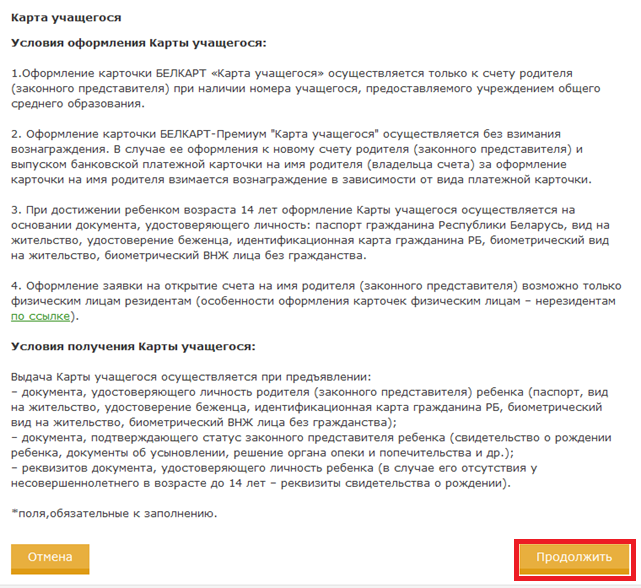 Карта учащегося
Условия оформления Карты учащегося:
1.Оформление карточки БЕЛКАРТ «Карта учащегося» осуществляется только к счету родителя
(законного представителя) при наличии номера учащегося, предоставляемого учреждением общего
среднего образования.
2. Оформление карточки БЕЛКАРТ-Премиум "Карта учащегося" осуществляется без взимания
вознаграждения. В случае ее оформления к новому счету родителя (законного представителя) и
выпуском банковской платежной карточки на имя родителя (владельца счета) за оформление
карточки на имя родителя взимается вознаграждение в зависимости от вида платежной карточки.
3. При достижении ребенком возраста 14 лет оформление Карты учащегося осуществляется на
основании документа, удостоверяющего личность: паспорт гражданина Республики Беларусь, вид на
жительство, удостоверение беженца, идентификационная карта гражданина РБ, биометрический вид
на жительство, биометрический ВНЖ лица без гражданства.
4. Оформление заявки на открытие счета на имя родителя (законного представителя) возможно только
физическим лицам резидентам (особенности оформления карточек физическим лицам – нерезидентам
по ссылке).
Условия получения Карты учащегося:
Выдача Карты учащегося осуществляется при предъявлении:
– документа, удостоверяющего личность родителя (законного представителя) ребенка (паспорт, вид
на жительство, удостоверение беженца, идентификационная карта гражданина РБ, биометрический
вид на жительство, биометрический ВНЖ лица без гражданства);
– документа, подтверждающего статус законного представителя ребенка (свидетельство о рождении
ребенка, документы об усыновлении, решение органа опеки и попечительства и др.);
– реквизитов документа, удостоверяющего личность ребенка (в случае его отсутствия у
несовершеннолетнего в возрасте до 14 лет – реквизиты свидетельства о рождении).
*поля,обязательные к заполнению.
Отмена
Продолжить